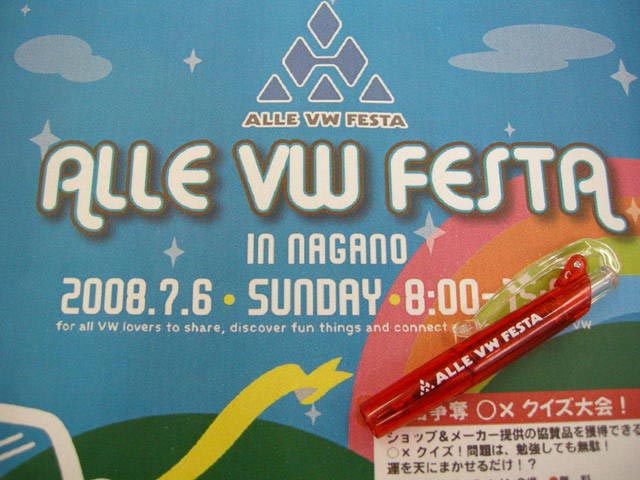 ALLE VW FESTA
ALLE VW FESTA
IN NAGANO
2008.7.6・SUNDAY・8:00-
for all VW lovers to share, discover fun things and connect VW
ALLE VW FESTA
争奪 ○× クイズ大会!
ショップ&メーカー提供の協賛品を獲得できる
○×クイズ!問題は、勉強しても無駄!
運を天にまかせるだけ!?